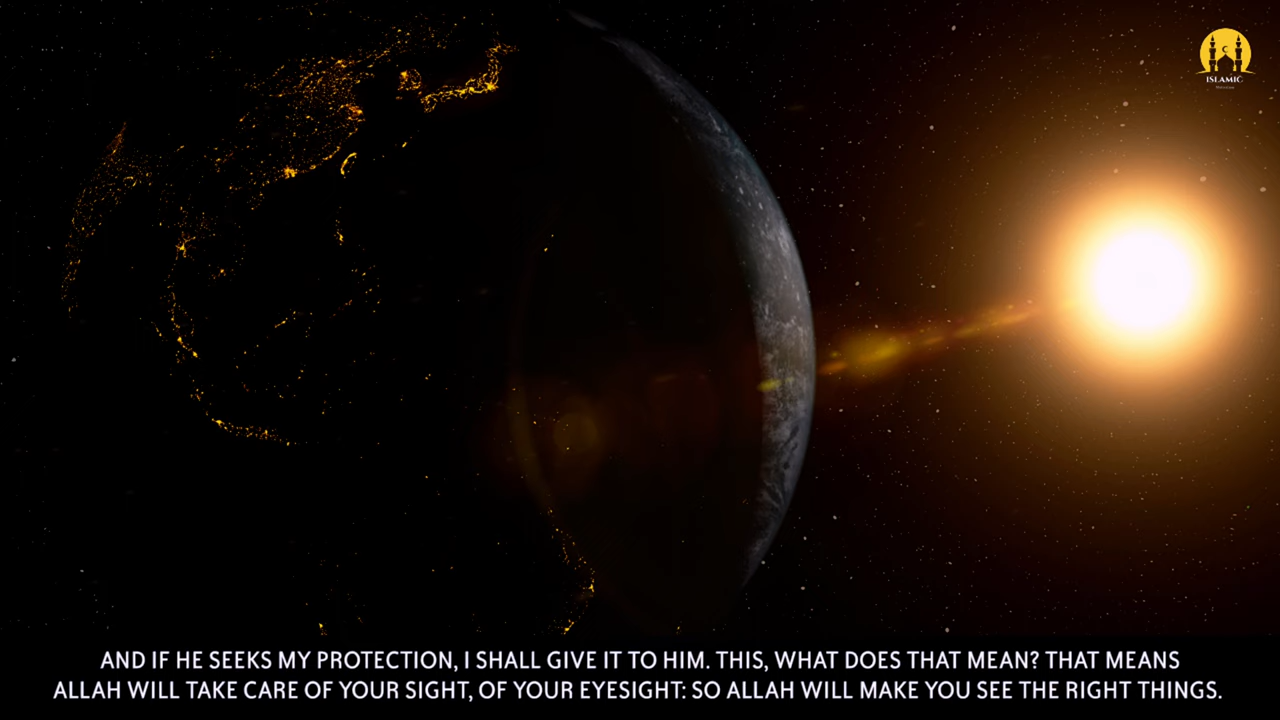 ISLAMIC
AND IF HE SEEKS MY PROTECTION, I SHALL GIVE IT TO HIM. THIS, WHAT DOES THAT MEAN? THAT MEANS
ALLAH WILL TAKE CARE OF YOUR SIGHT, OF YOUR EYESIGHT: SO ALLAH WILL MAKE YOU SEE THE RIGHT THINGS.